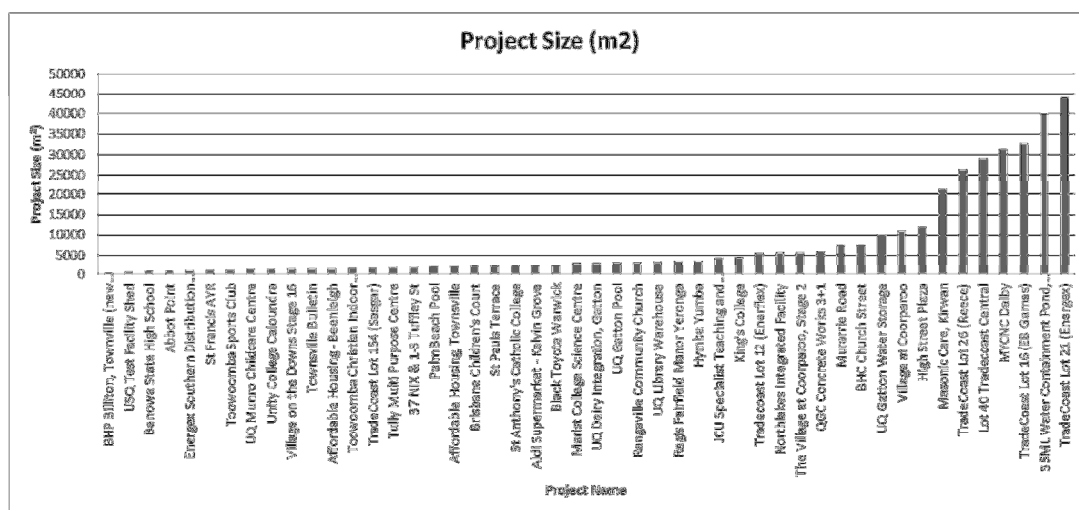 Project Size (m2)
Project Size (m²)
50000
45000
40000
35000
30000
25000
20000
15000
10000
5000
0
BHP Billiton, Townville (new...
USQ Test Facility Shed
Banowa State High School
Abbot Point
Energex Southern Distribution...
St Francis AYR
Toowoomba Sports Club
UQ Munro Childcare Centre
Unity College Caloundra
Village on the Downs Stage 16
Townsville Bulletin
Affordable Housing - Beenleigh
Toowoomba Christian Indoor...
TradeCoast Lot 154 (Seagar)
Tully Multi Purpose Centre
37 NIX & 1-9 Tuffley St
Palm Beach Pool
Affordable Housing Townsville
Brisbane Children's Court
St Pauls Terrace
St Anthony's Catholic College
Aldi Supermarket - Kelvin Grove
Black Toyota Warwick
Marist College Science Centre
UQ Dairy Integration, Gatton
UQ Gatton Pool
Rangeville Community Church
UQ Library Warehouse
Regis Fairfield Manor Yeronga
Hymba Yumba
JCU Specialist Teaching and...
King's College
Tradecoast Lot 12 (Enerflex)
Northlakes Integrated Facility
The Village at Coorparoo, Stage 2
QGC Concrete Works 3+1
Murarrie Road
BHC Church Street
UQ Gatton Water Storage
Village at Coorparoo
High Street Plaza
Masonic Care, Kirwan
TradeCoast Lot 26 (Reece)
Lot 40 Tradecoast Central
MYCNC Dalby
TradeCoast Lot 16 (EB Games)
SSML Water Containment Pond...
TradeCoast Lot 21 (Energex)
Project Name